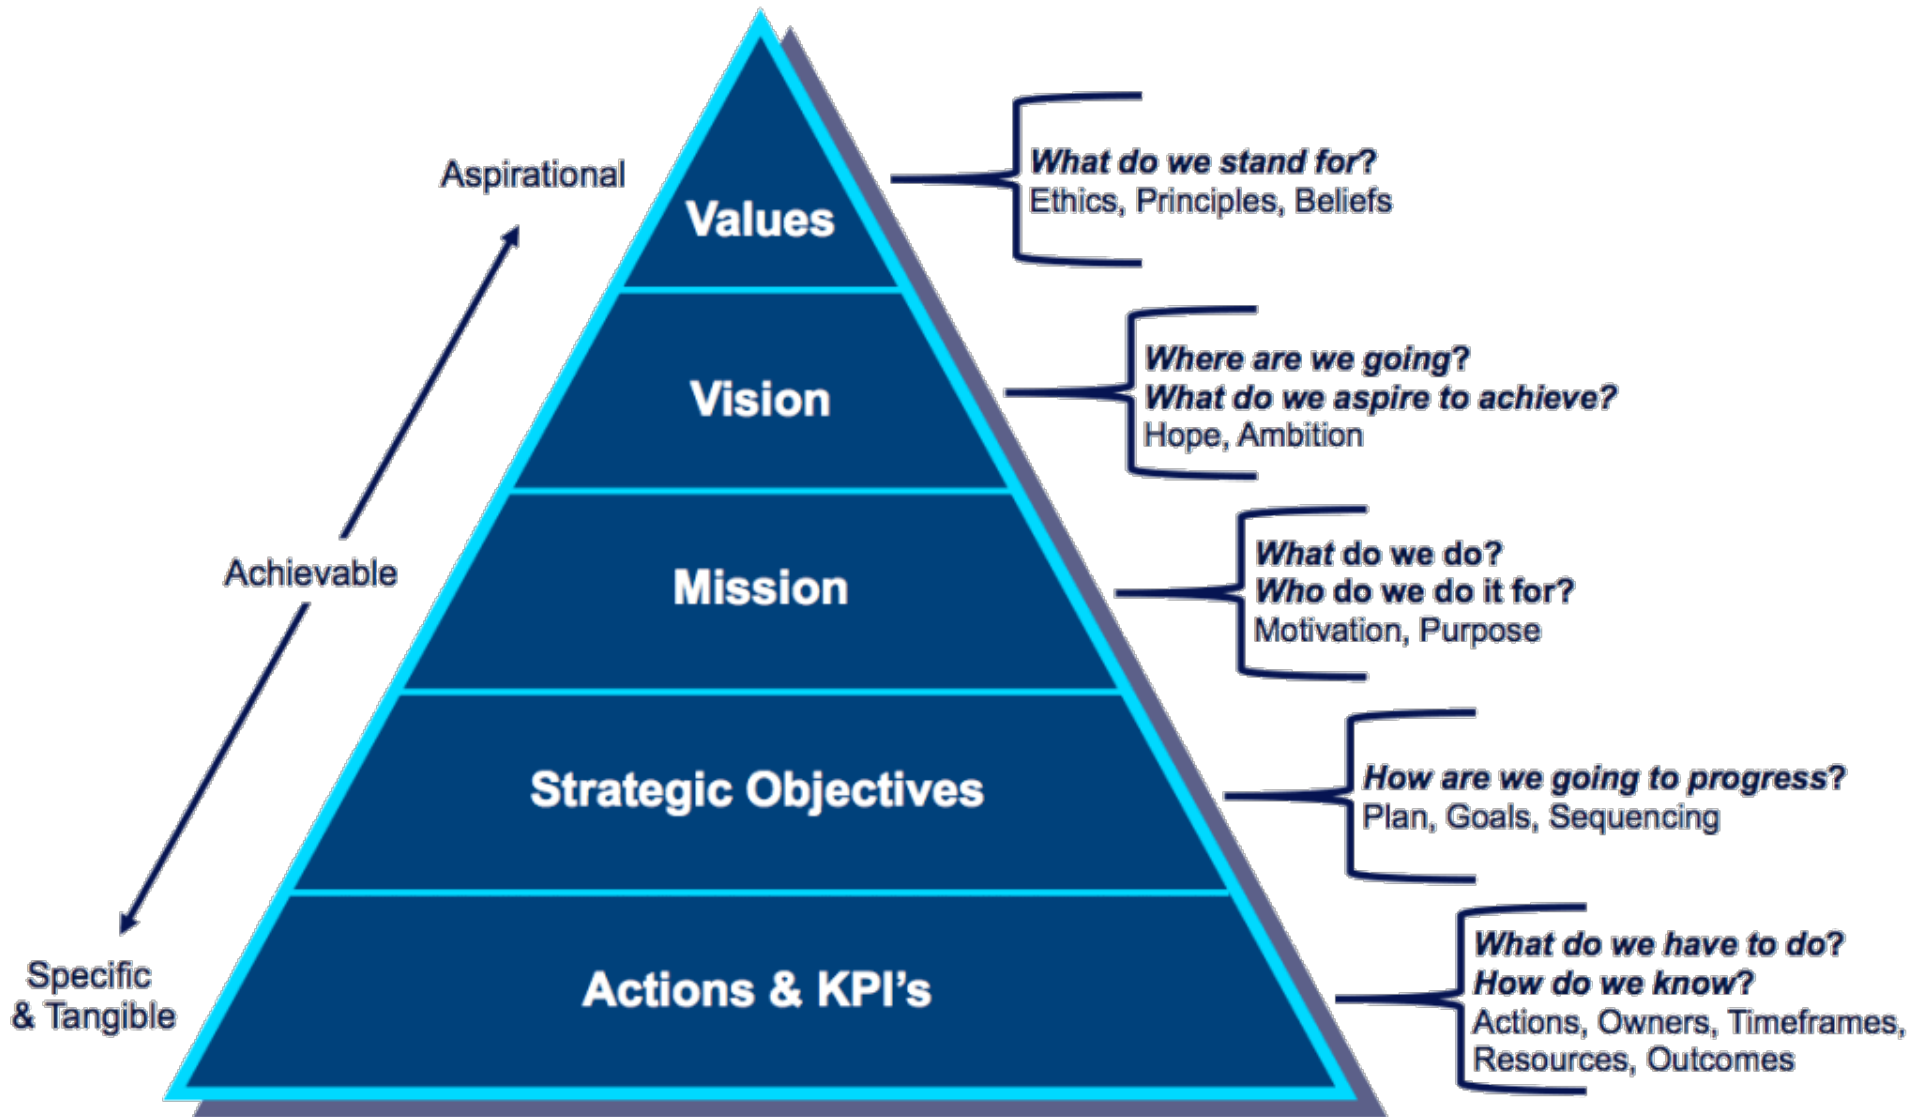 Aspirational
Achievable
Specific
& Tangible
Values
Vision
Mission
Strategic Objectives
Actions & KPI's
What do we stand for?
Ethics, Principles, Beliefs
Where are we going?
What do we aspire to achieve?
Hope, Ambition
What do we do?
Who do we do it for?
Motivation, Purpose
How are we going to progress?
Plan, Goals, Sequencing
What do we have to do?
How do we know?
Actions, Owners, Timeframes,
Resources, Outcomes